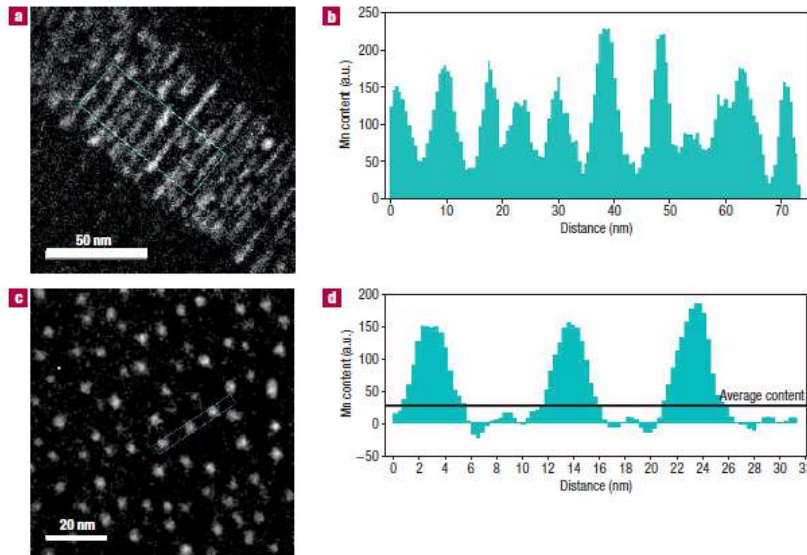 a
50 nm
b
Mn content (a.u.)
250
200
150
100
50
0
0 10 20 30 40 50 60 70
Distance (nm)
c
20 nm
d
Mn content (a.u.)
200
150
100
50
0
−50
Average content
0 2 4 6 8 10 12 14 16 18 20 22 24 26 28 30 32
Distance (nm)